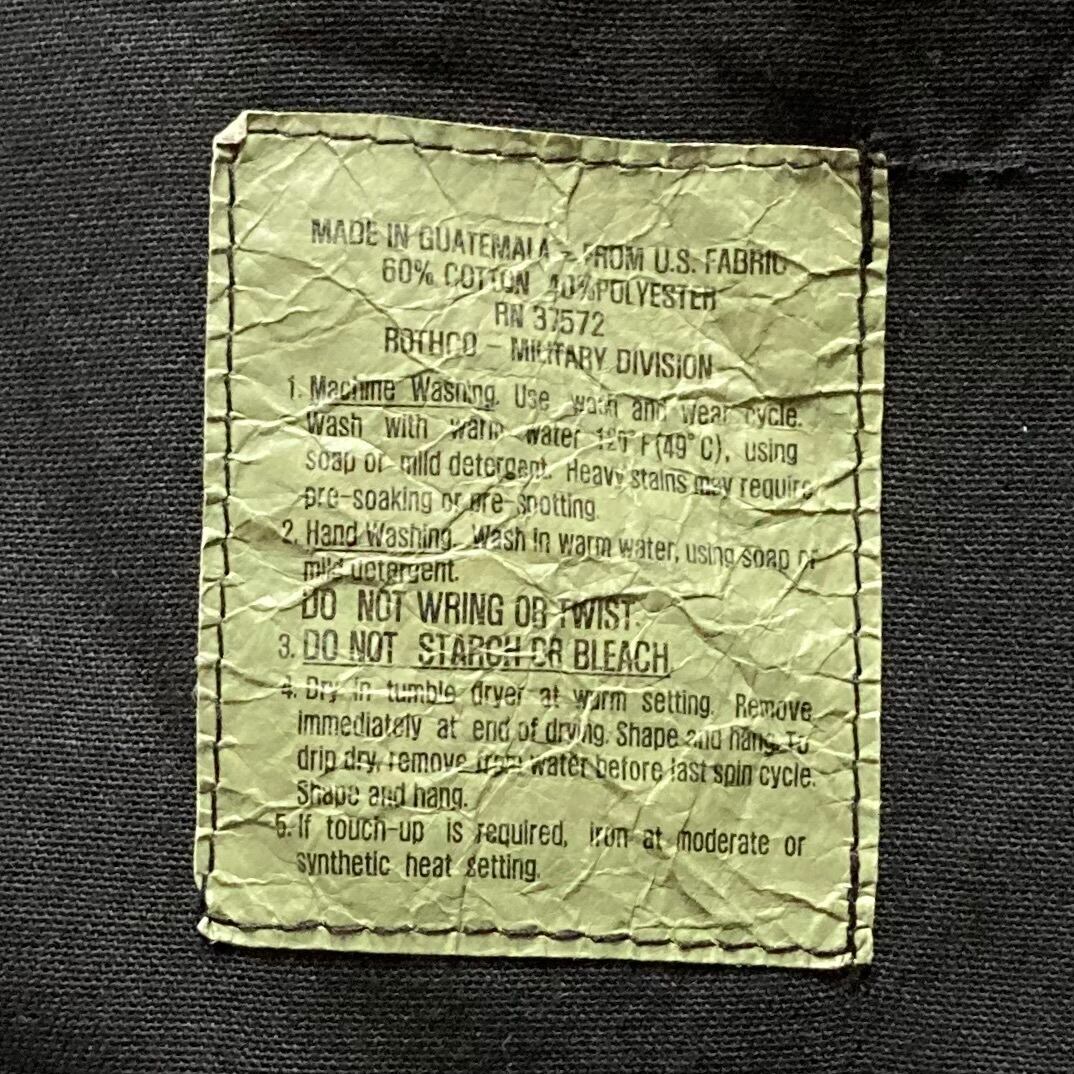 MADE IN GUATEMALA - FROM U.S. FABRIC
60% COTTON 40%POLYESTER
RN 37572
ROTHCO - MILITARY DIVISION
1. Machine Washing. Use wash and wear cycle.
Wash with warm water 120° F(49° C), using
soap or mild detergent. Heavy stains may require
pre-soaking or pre-spotting.
2. Hand Washing. Wash in warm water, using soap or
mild detergent.
DO NOT WRING OR TWIST.
3. DO NOT STARCH OR BLEACH
4. Dry in tumble dryer at warm setting. Remove
immediately at end of drying. Shape and hang. To
drip dry, remove from water before last spin cycle.
Shape and hang.
5. If touch-up is required, iron at moderate or
synthetic heat setting.